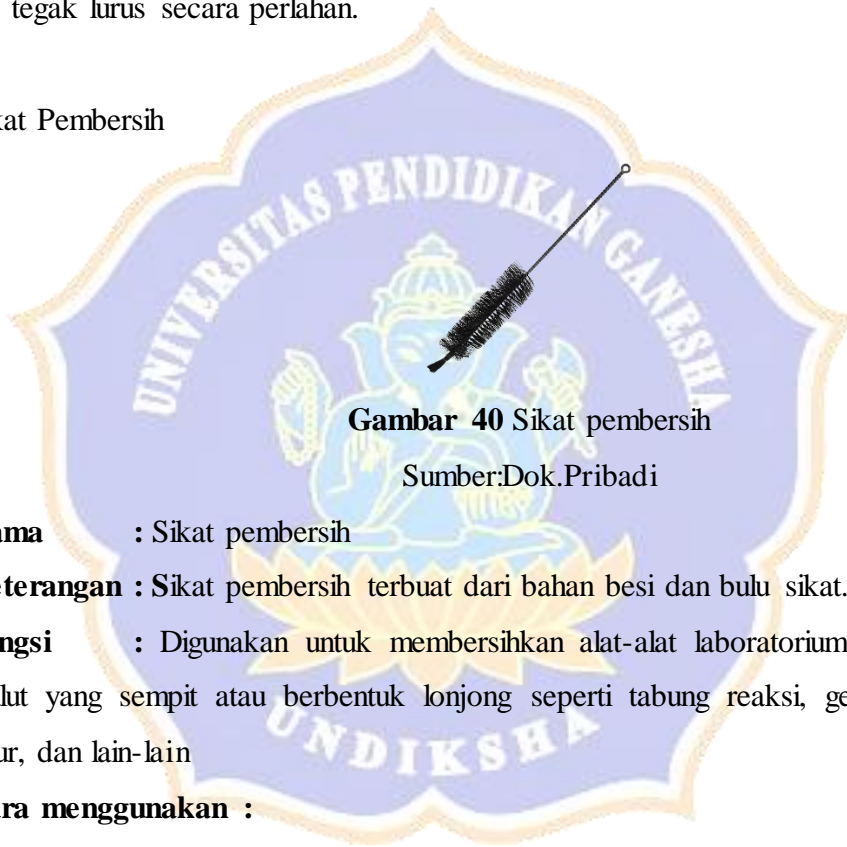 tegak lurus secara perlahan.
kat Pembersih
UNIVERSITAS PENDIDIKAN GANESHA
Gambar 40 Sikat pembersih
Sumber:Dok.Pribadi
ama : Sikat pembersih
eterangan : Sikat pembersih terbuat dari bahan besi dan bulu sikat.
ngsi : Digunakan untuk membersihkan alat-alat laboratorium
lut yang sempit atau berbentuk lonjong seperti tabung reaksi, ge
ur, dan lain-lain
UNDIKSHA
ara menggunakan :